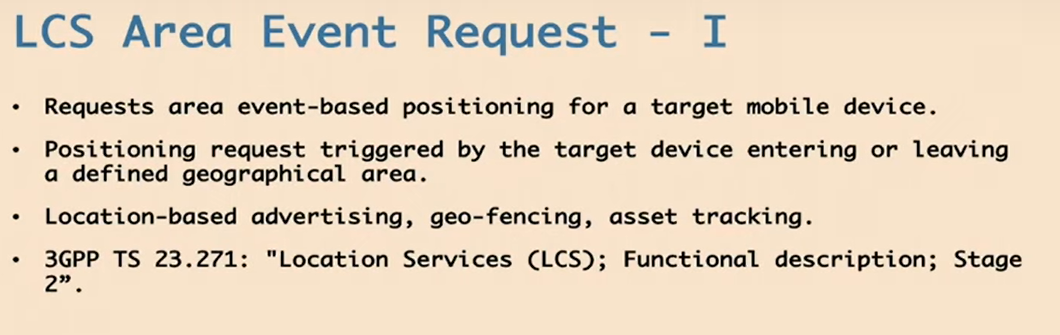 LCS Area Event Request - I
• Requests area event-based positioning for a target mobile device.
• Positioning request triggered by the target device entering or leaving
a defined geographical area.
• Location-based advertising, geo-fencing, asset tracking.
• 3GPP TS 23.271: "Location Services (LCS); Functional description; Stage
2”.